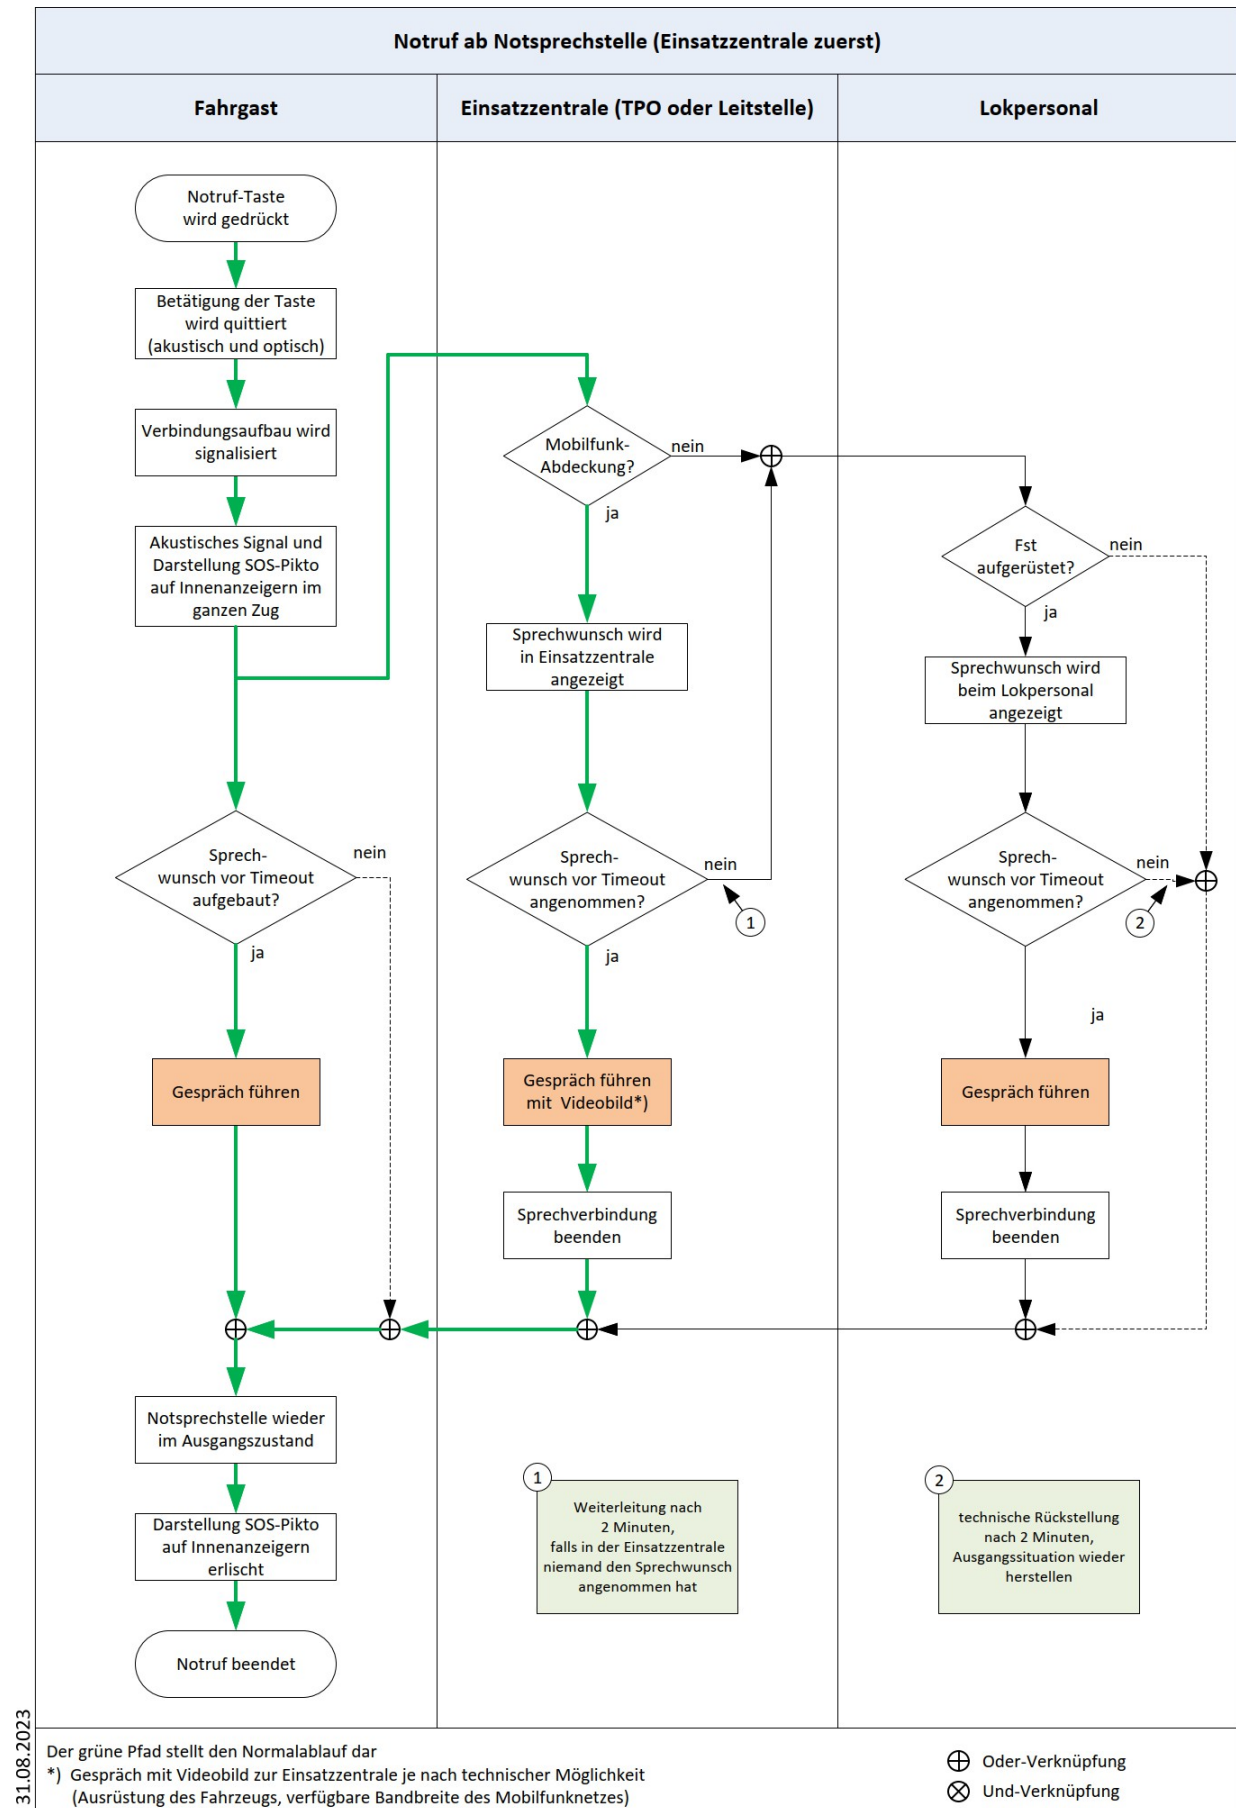 Notruf ab Notsprechstelle (Einsatzzentrale zuerst)
Fahrgast
Einsatzzentrale (TPO oder Leitstelle)
Lokpersonal
Notruf-Taste
wird gedrückt
Betätigung der Taste
wird quittiert
(akustisch und optisch)
Verbindungsaufbau wird
signalisiert
Akustisches Signal und
Darstellung SOS-Pikto
auf Innenanzeigern im
ganzen Zug
Sprech-
wunsch vor Timeout
aufgebaut?
nein
ja
Gespräch führen
Notsprechstelle wieder
im Ausgangszustand
Darstellung SOS-Pikto
auf Innenanzeigern
erlischt
Notruf beendet
Mobilfunk-
Abdeckung?
nein
ja
Sprechwunsch wird
in Einsatzzentrale
angezeigt
Sprech-
wunsch vor Timeout
angenommen?
nein
1
ja
Gespräch führen
mit Videobild*)
Sprechverbindung
beenden
1
Weiterleitung nach
2 Minuten,
falls in der Einsatzzentrale
niemand den Sprechwunsch
angenommen hat
Fst
aufgerüstet?
nein
ja
Sprechwunsch wird
beim Lokpersonal
angezeigt
Sprech-
wunsch vor Timeout
angenommen?
nein
2
ja
Gespräch führen
Sprechverbindung
beenden
2
technische Rückstellung
nach 2 Minuten,
Ausgangssituation wieder
herstellen
31.08.2023
Der grüne Pfad stellt den Normalablauf dar
*) Gespräch mit Videobild zur Einsatzzentrale je nach technischer Möglichkeit
(Ausrüstung des Fahrzeugs, verfügbare Bandbreite des Mobilfunknetzes)
Oder-Verknüpfung
Und-Verknüpfung